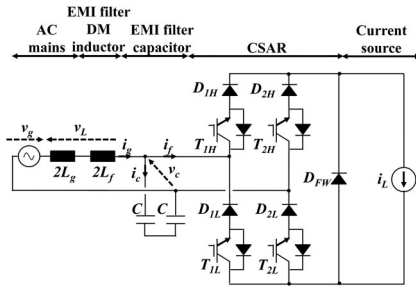 EMI filter
AC
DM
EMI filter
Current
mains
inductor
capacitor
CSAR
source
D1H
D2H
vg
vL
ig
if
T1H
T2H
ic
vc
DFW
iL
2Lg
2Lf
C
C
D1L
D2L
T1L
T2L